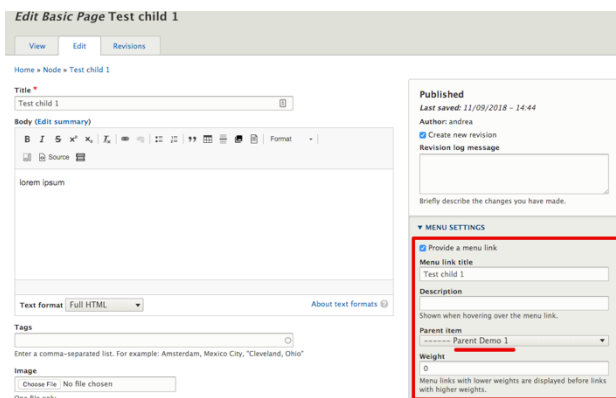 Edit Basic Page Test child 1
View Edit Revisions
Home » Node » Test child 1
Title *
Test child 1
Body (Edit summary)
Format
Source
lorem ipsum
Text format Full HTML
About text formats
Tags
Enter a comma-separated list. For example: Amsterdam, Mexico City, "Cleveland, Ohio"
Image
Choose File No file chosen
One file only.
Published
Last saved: 11/09/2018 - 14:44
Author: andrea
Create new revision
Revision log message
Briefly describe the changes you have made.
▼ MENU SETTINGS
Provide a menu link
Menu link title
Test child 1
Description
Shown when hovering over the menu link.
Parent item
------ Parent Demo 1
Weight
0
Menu links with lower weights are displayed before links
with higher weights.